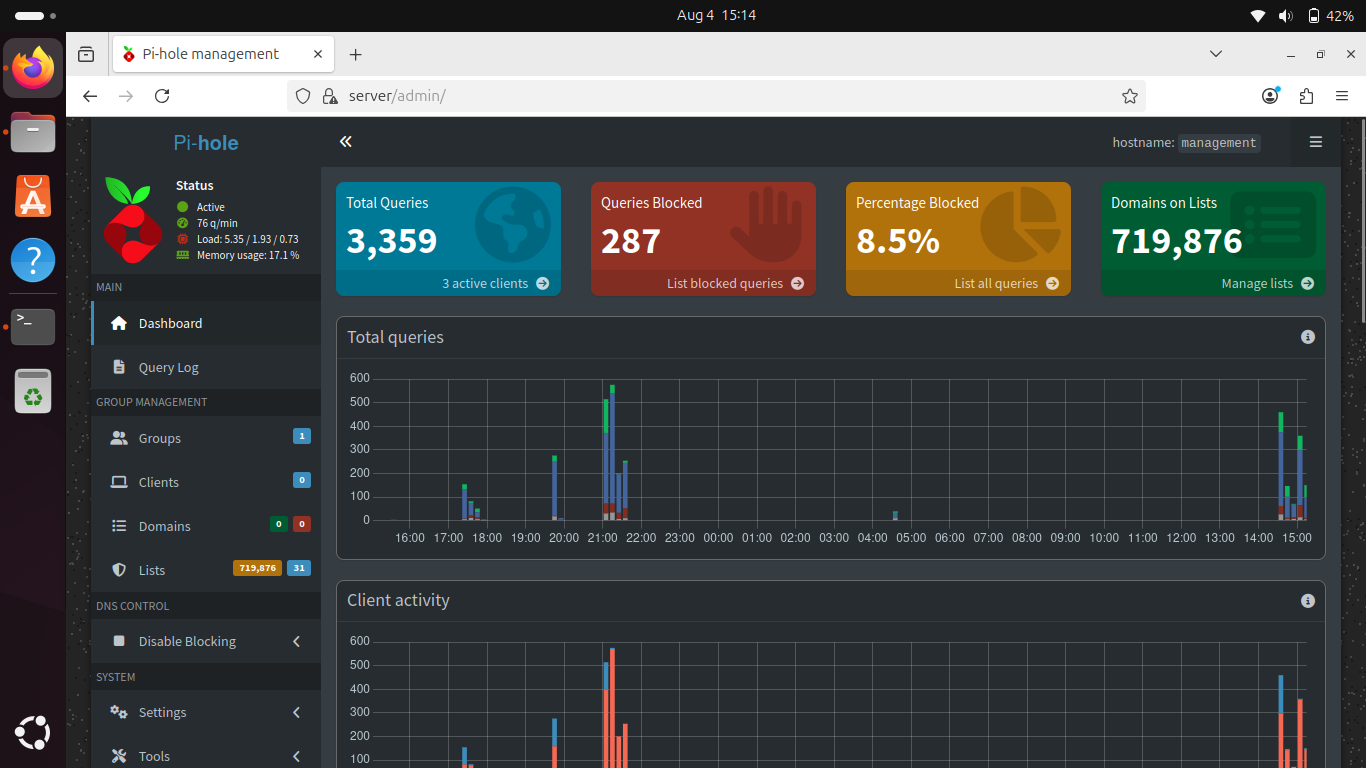 Aug 4 15:14
42%
Pi-hole management
server/admin/
Pi-hole
hostname: management
Status
Active
76 q/min
Load: 5.35 / 1.93 / 0.73
Memory usage: 17.1 %
MAIN
Dashboard
Query Log
GROUP MANAGEMENT
Groups 1
Clients 0
Domains 0 0
Lists 719,876 31
DNS CONTROL
Disable Blocking
SYSTEM
Settings
Tools
Total Queries
3,359
3 active clients
Queries Blocked
287
List blocked queries
Percentage Blocked
8.5%
List all queries
Domains on Lists
719,876
Manage lists
Total queries
600
500
400
300
200
100
0
16:00 17:00 18:00 19:00 20:00 21:00 22:00 23:00 00:00 01:00 02:00 03:00 04:00 05:00 06:00 07:00 08:00 09:00 10:00 11:00 12:00 13:00 14:00 15:00
Client activity
600
500
400
300
200
100